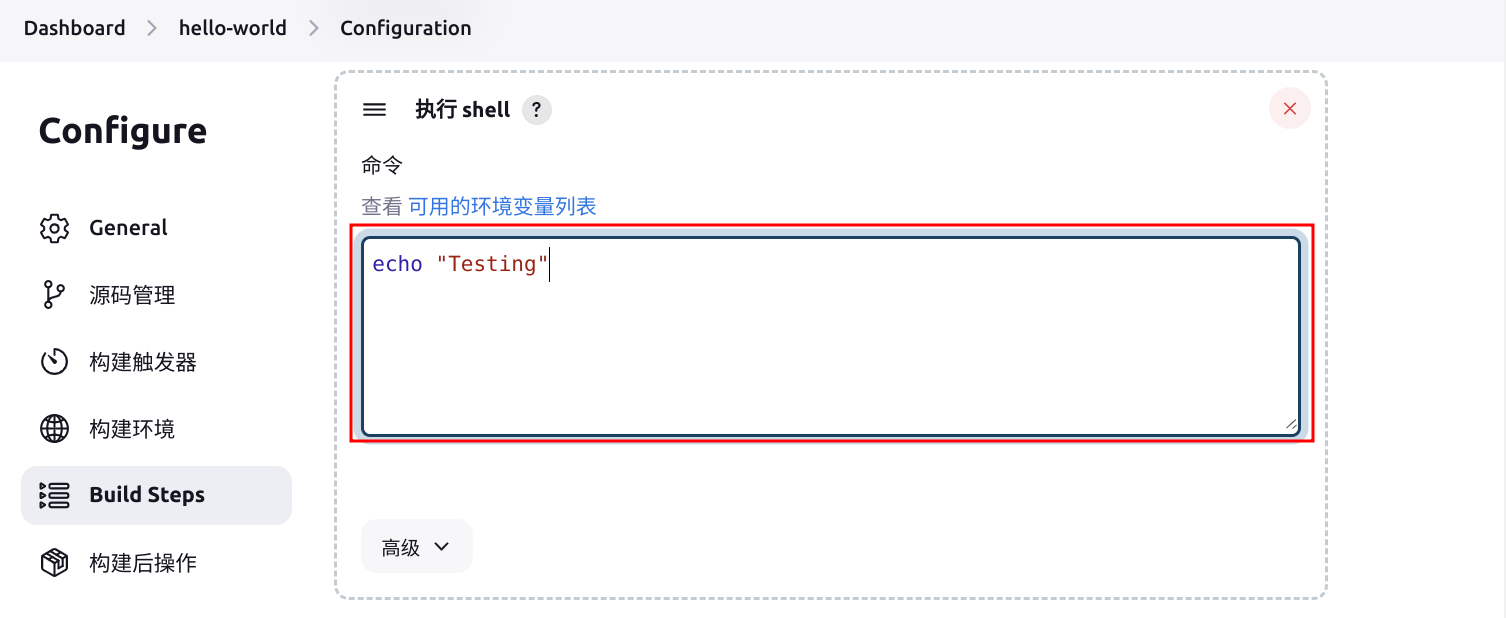 Dashboard > hello-world > Configuration
Configure
General
源码管理
构建触发器
构建环境
Build Steps
构建后操作
执行 shell ?
命令
查看 可用的环境变量列表
echo "Testing"
高级